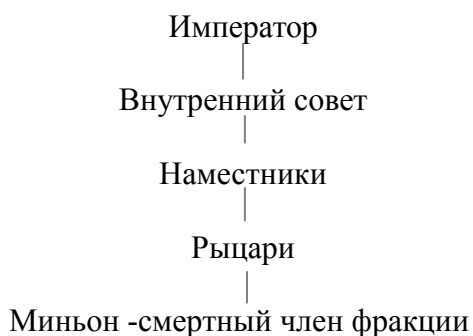 Император
Внутренний совет
Наместники
Рыцари
Миньон -смертный член фракции